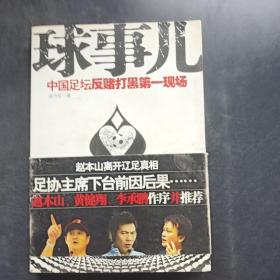 球事儿
中国足坛反赌打黑第一现场
赵本山离开辽足真相
足协主席下台前因后果……
赵本山、黄健翔、李承鹏作序并推荐